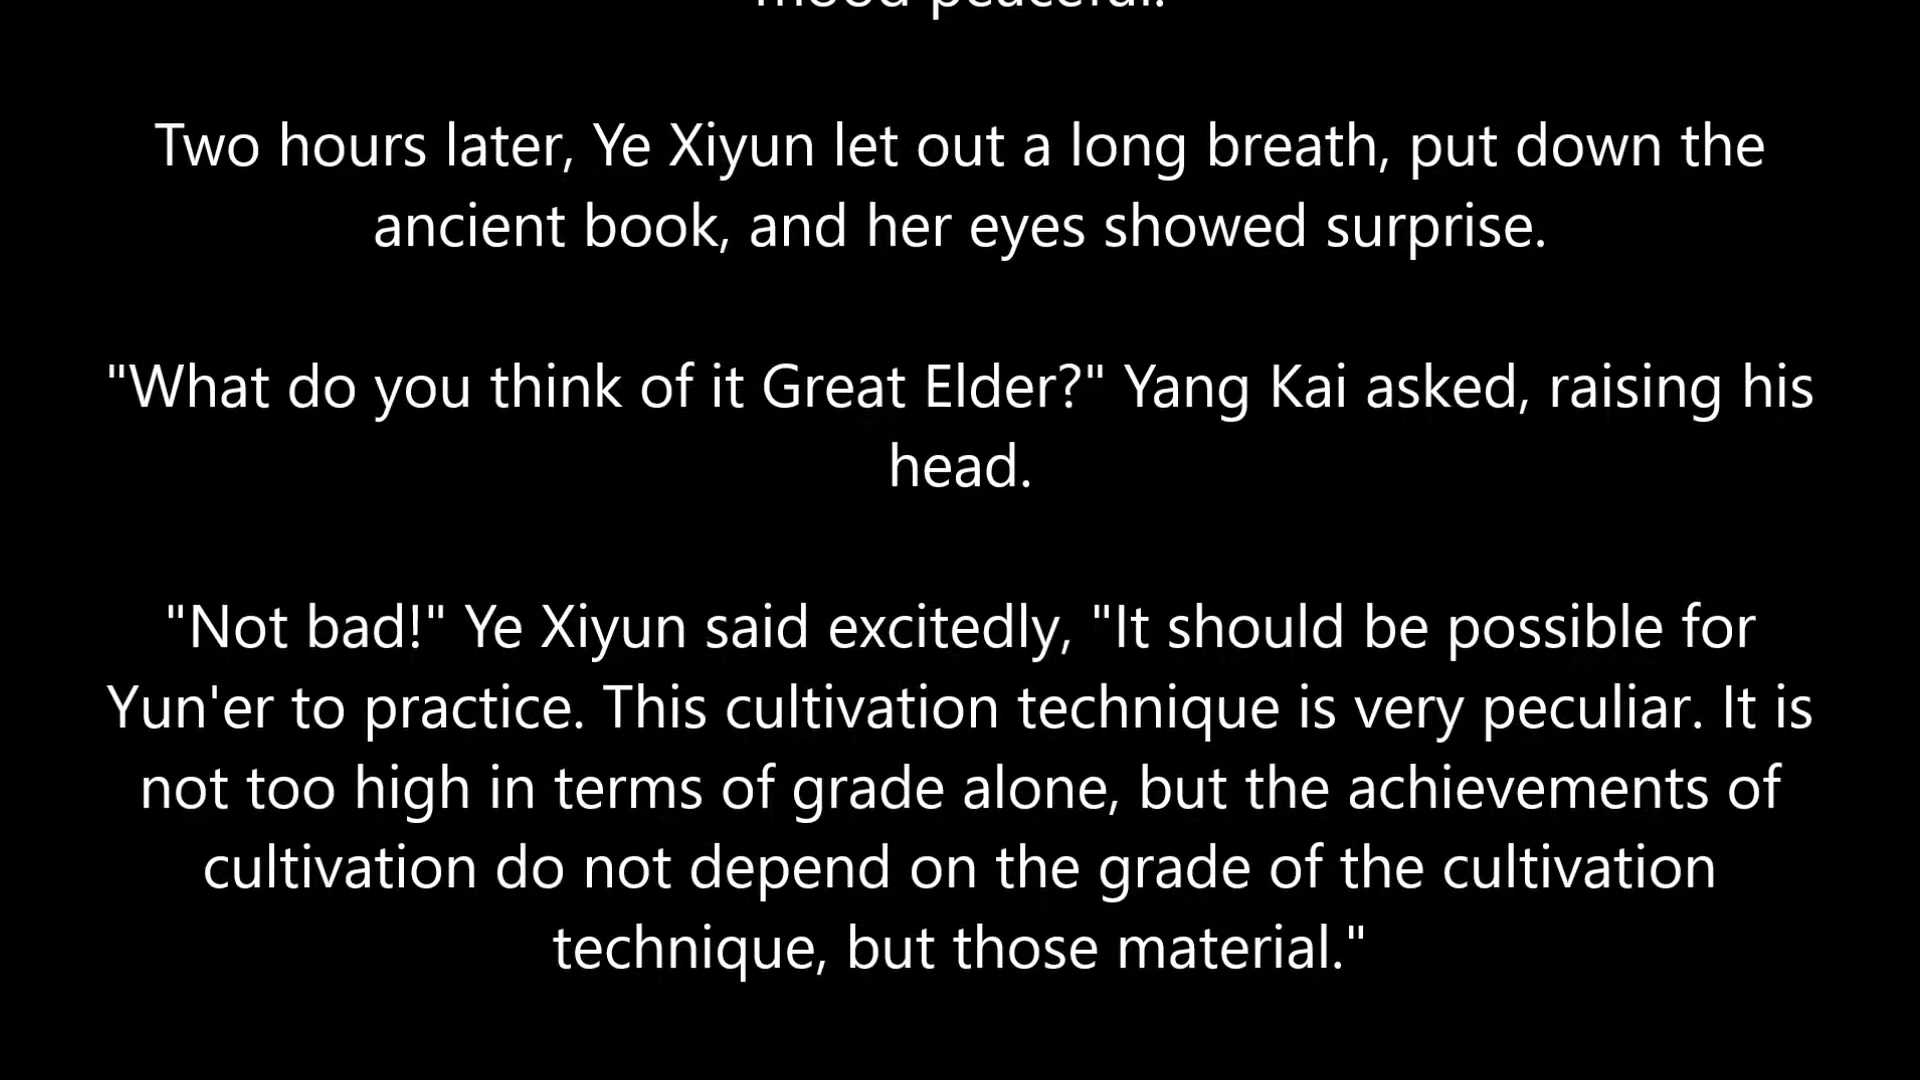 mood peaceful.
Two hours later, Ye Xiyun let out a long breath, put down the
ancient book, and her eyes showed surprise.
"What do you think of it Great Elder?" Yang Kai asked, raising his
head.
"Not bad!" Ye Xiyun said excitedly, "It should be possible for
Yun'er to practice. This cultivation technique is very peculiar. It is
not too high in terms of grade alone, but the achievements of
cultivation do not depend on the grade of the cultivation
technique, but those material."